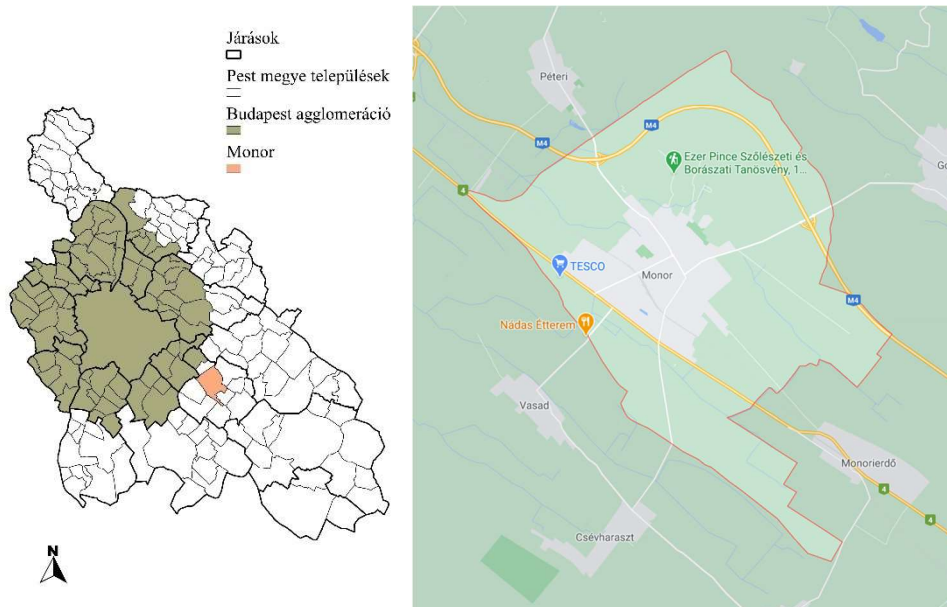 Járások
Pest megye települések
Budapest agglomeráció
Monor
N
Péteri
M4
M4
4
Ezer Pince Szőlészeti és
Borászati Tanösvény, 1...
TESCO
Monor
M4
Nádas Étterem
Vasad
Monorierdő
4
4
Csévharaszt